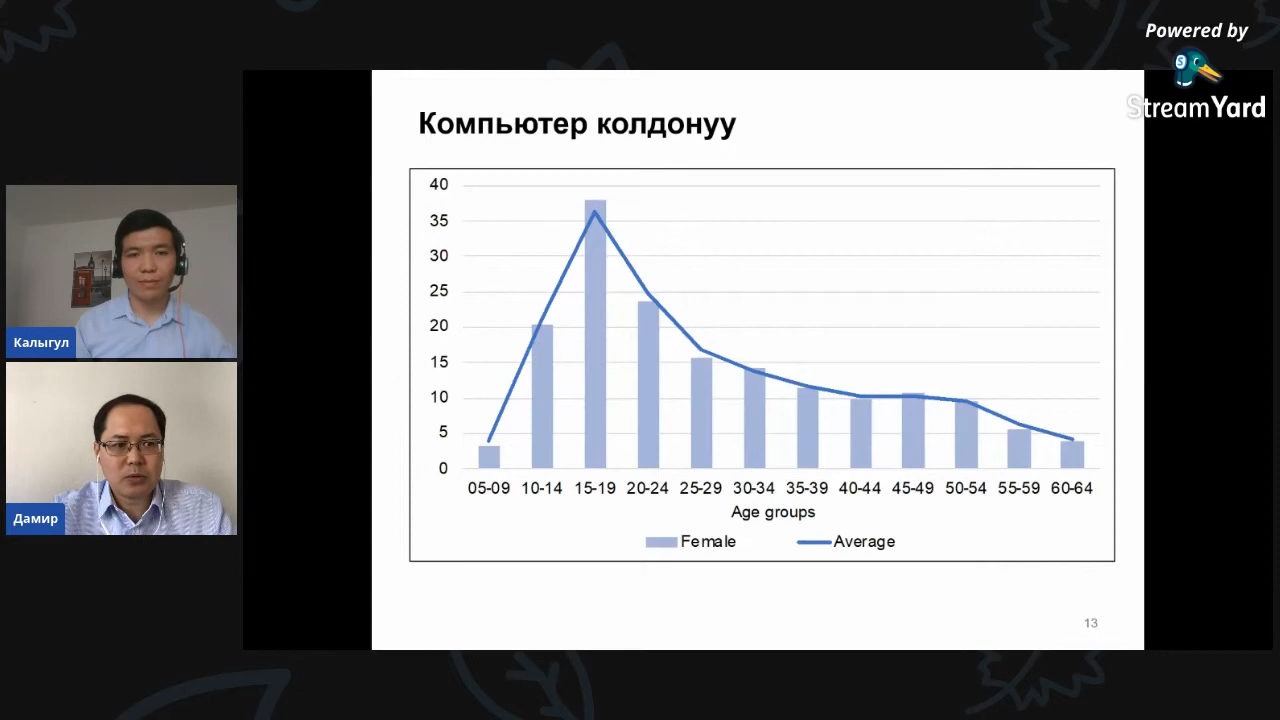 Powered by
StreamYard
Компьютер колдонуу
40
35
30
25
20
15
10
5
0
05-09 10-14 15-19 20-24 25-29 30-34 35-39 40-44 45-49 50-54 55-59 60-64
Age groups
Female Average
13
Калыгул
Дамир